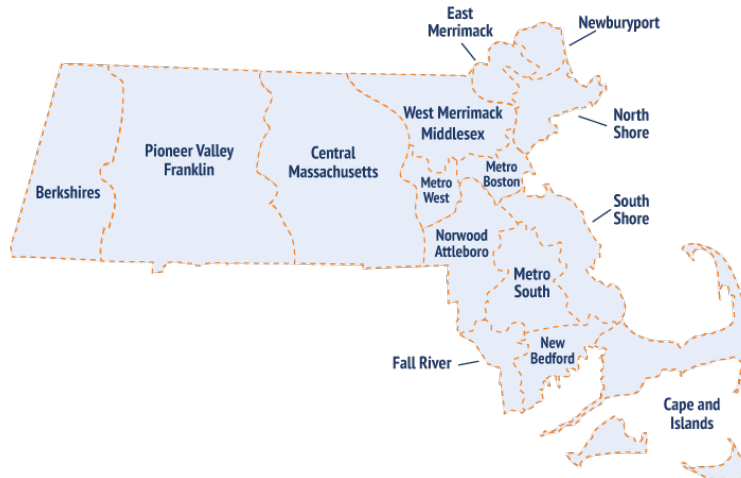 East
Merrimack
Newburyport
West Merrimack
Middlesex
North
Shore
Pioneer Valley
Franklin
Central
Massachusetts
Metro
Boston
Berkshires
Metro
West
South
Shore
Norwood
Attleboro
Metro
South
New
Bedford
Fall River
Cape and
Islands